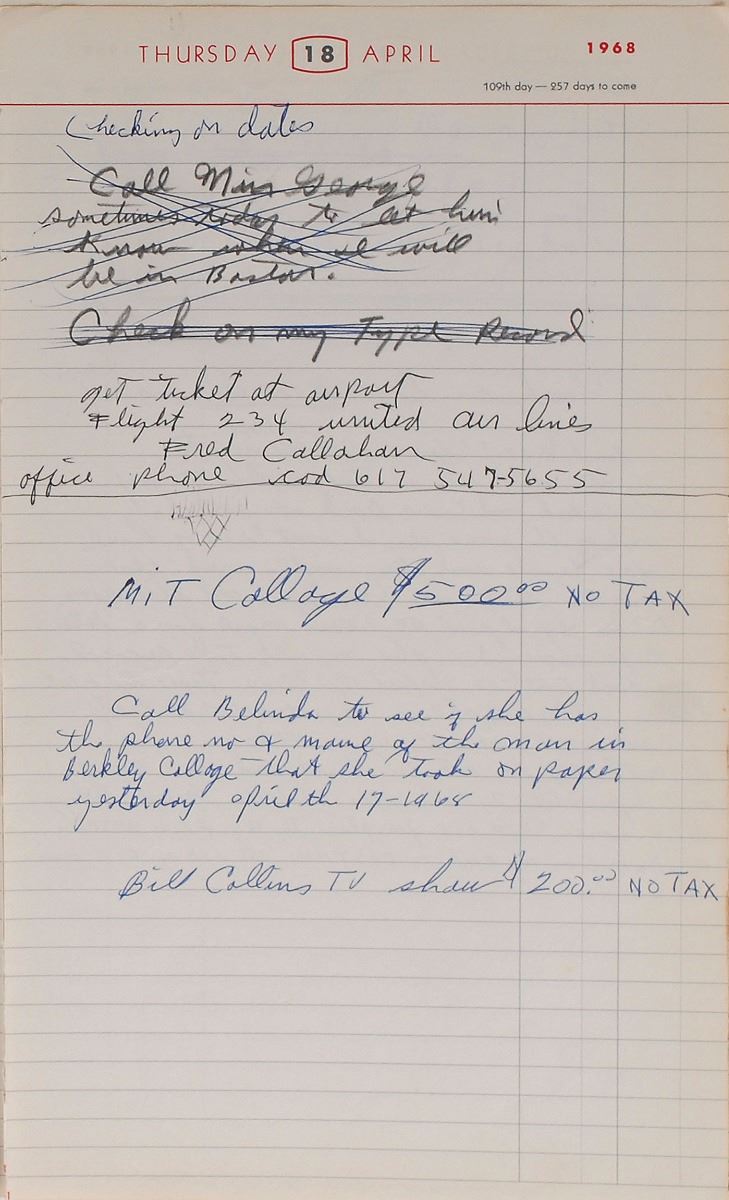 THURSDAY 18 APRIL 1968
109th day — 257 days to come
Checking on dates
Call Miss George
sometimes today to let him
know when I will
be in Boston.
Check on my Type Record
get ticket at airport
Flight 234 united air lines
Fred Callahan
office phone cod 617 547-5655
MiT Collage $500.00 NO TAX
Call Belinda to see if she has
the phone no & name of the man in
Berkley Collage that she took on paper
yesterday april th 17-1968
Bill Collins TV show $200.00 NO TAX